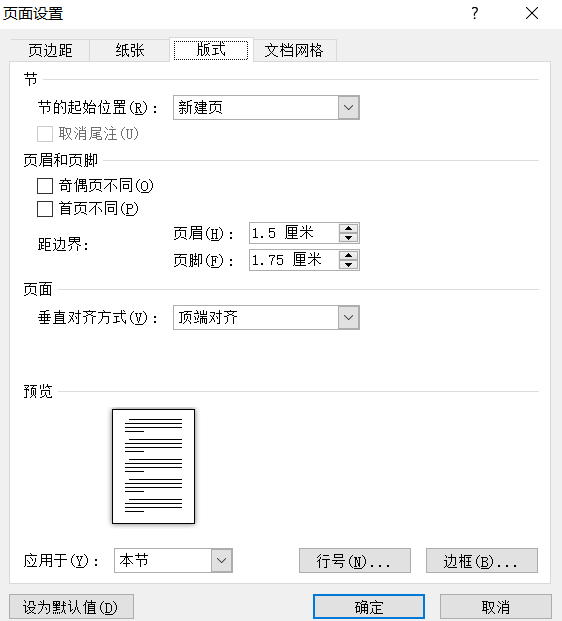 页面设置
? ×
页边距 纸张 版式 文档网格
节
节的起始位置(R)： 新建页
取消尾注(U)
页眉和页脚
奇偶页不同(O)
首页不同(P)
距边界： 页眉(H)： 1.5 厘米
页脚(F)： 1.75 厘米
页面
垂直对齐方式(V)： 顶端对齐
预览
应用于(Y)： 本节 行号(N)... 边框(B)...
设为默认值(D) 确定 取消